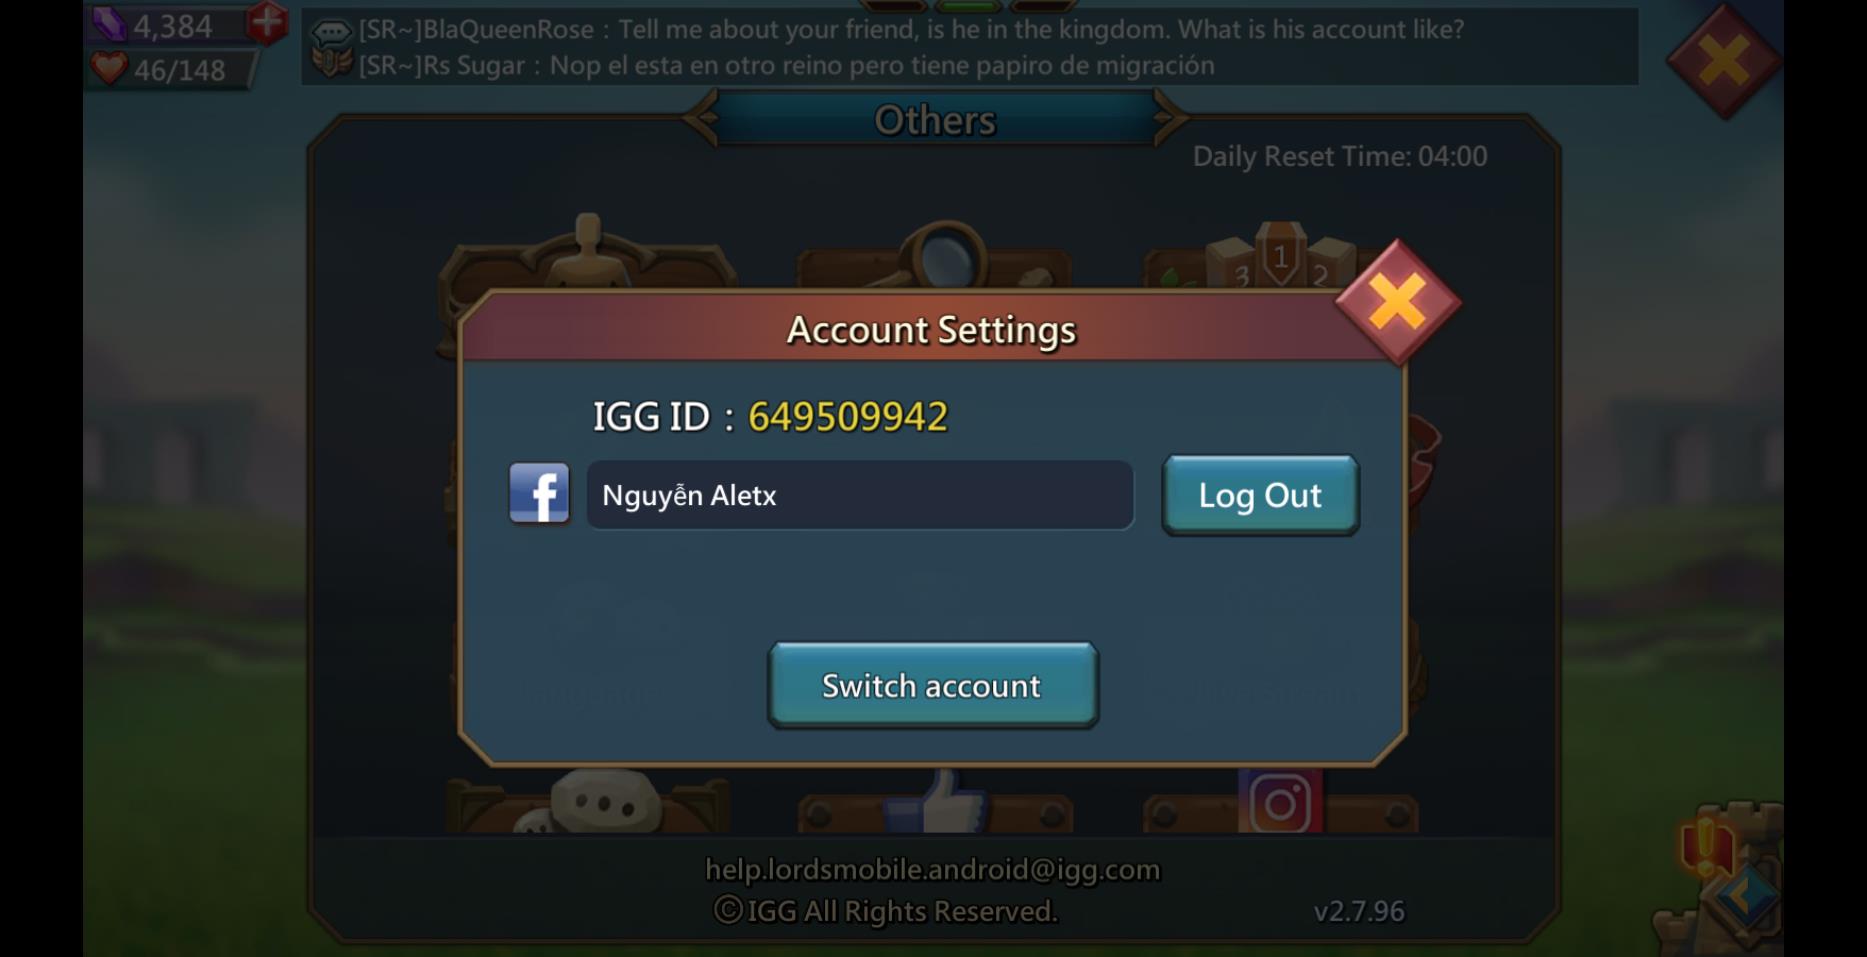 4,384
46/148
[SR~]BlaQueenRose : Tell me about your friend, is he in the kingdom. What is his account like?
[SR~]Rs Sugar : Nop el esta en otro reino pero tiene papiro de migración
Others
Daily Reset Time: 04:00
3 1 2
Account Settings
IGG ID : 649509942
f Nguyễn Aletx
Log Out
Switch account
help.lordsmobile.android@igg.com
©IGG All Rights Reserved.
v2.7.96